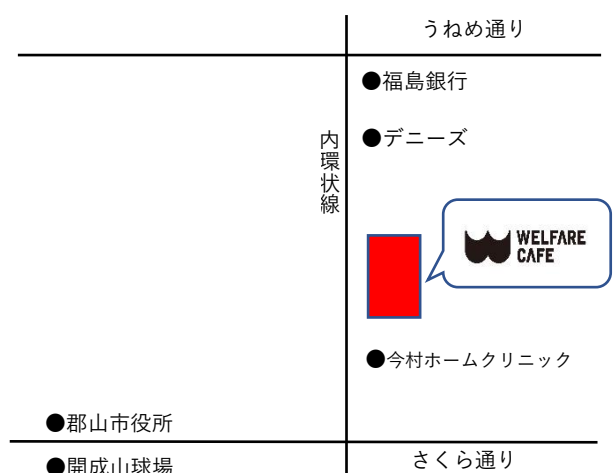 うねめ通り
●福島銀行
●デニーズ
内環状線
WELFARE
CAFE
●今村ホームクリニック
●郡山市役所
さくら通り
●開成山球場